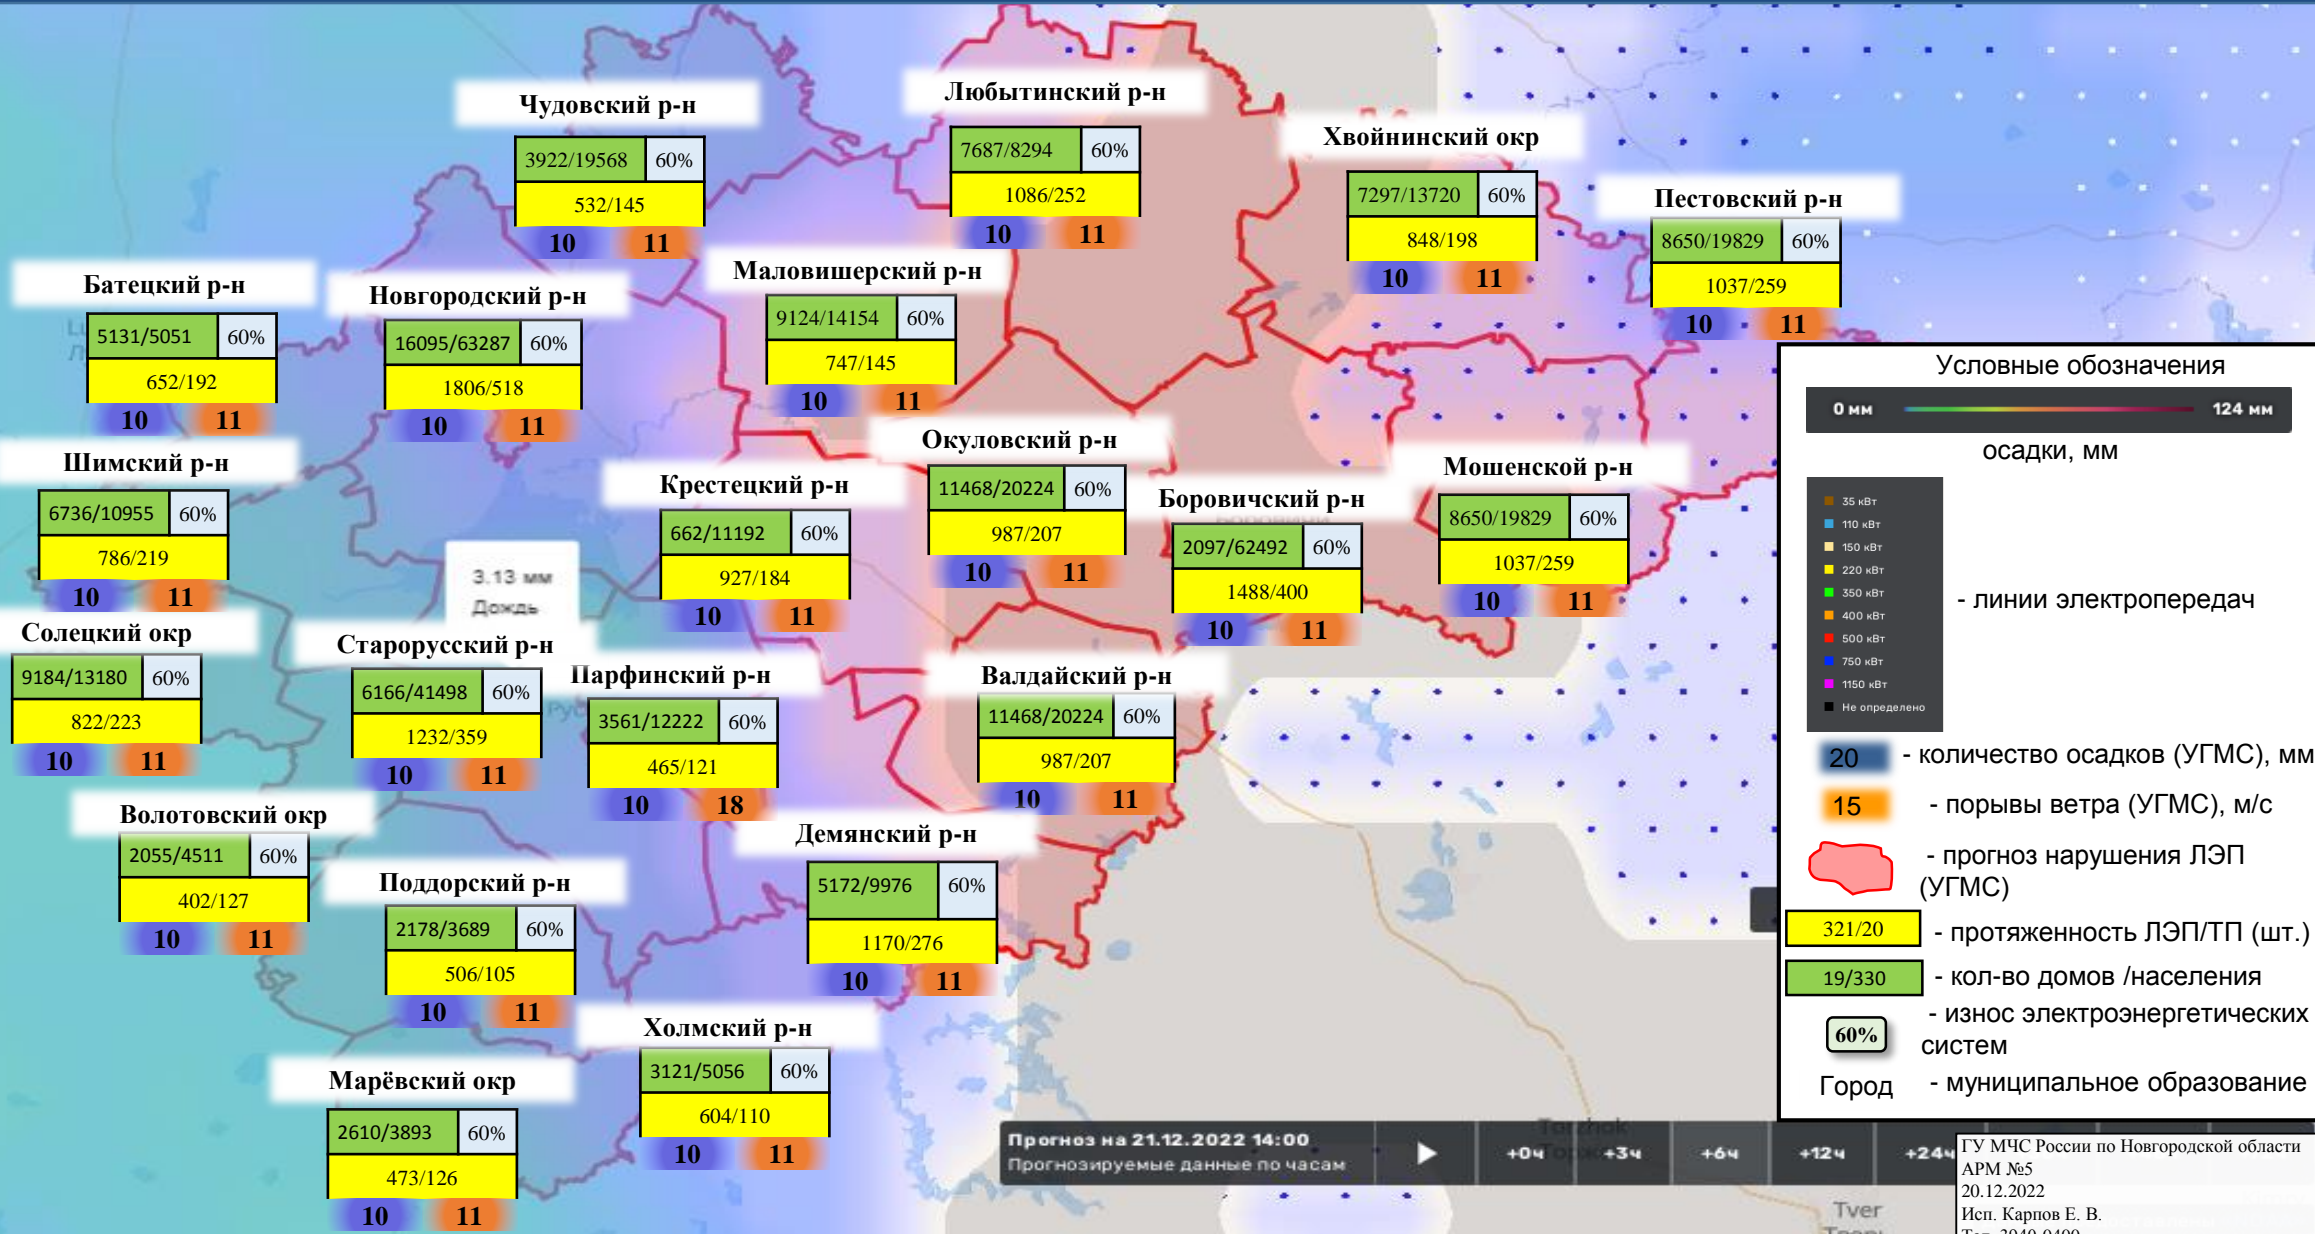 Чудовский р-н
3922/19568 60%
532/145
10 11
Любытинский р-н
7687/8294 60%
1086/252
10 11
Хвойнинский окр
7297/13720 60%
848/198
10 11
Пестовский р-н
8650/19829 60%
1037/259
10 11
Батецкий р-н
5131/5051 60%
652/192
10 11
Новгородский р-н
16095/63287 60%
1806/518
10 11
Маловишерский р-н
9124/14154 60%
747/145
10 11
Шимский р-н
6736/10955 60%
786/219
10 11
Крестецкий р-н
662/11192 60%
927/184
10 11
Окуловский р-н
11468/20224 60%
987/207
10 11
Боровичский р-н
2097/62492 60%
1488/400
10 11
Мошенской р-н
8650/19829 60%
1037/259
10 11
3.13 мм
Дождь
Солецкий окр
9184/13180 60%
822/223
10 11
Старорусский р-н
6166/41498 60%
1232/359
10 11
Парфинский р-н
3561/12222 60%
465/121
10 18
Валдайский р-н
11468/20224 60%
987/207
10 11
Волотовский окр
2055/4511 60%
402/127
10 11
Поддорский р-н
2178/3689 60%
506/105
10 11
Демянский р-н
5172/9976 60%
1170/276
10 11
Холмский р-н
3121/5056 60%
604/110
10 11
Марёвский окр
2610/3893 60%
473/126
10 11
Условные обозначения
0 мм 124 мм
осадки, мм
35 кВт
110 кВт
150 кВт
220 кВт
350 кВт
400 кВт
500 кВт
750 кВт
1150 кВт
Не определено
- линии электропередач
20 - количество осадков (УГМС), мм
15 - порывы ветра (УГМС), м/с
- прогноз нарушения ЛЭП
(УГМС)
321/20 - протяженность ЛЭП/ТП (шт.)
19/330 - кол-во домов /населения
60% - износ электроэнергетических
систем
Город - муниципальное образование
Torzhok
Прогноз на 21.12.2022 14:00
Прогнозируемые данные по часам
+0ч +3ч +6ч +12ч +24ч
ГУ МЧС России по Новгородской области
АРМ №5
20.12.2022
Исп. Карпов Е. В.
Tver